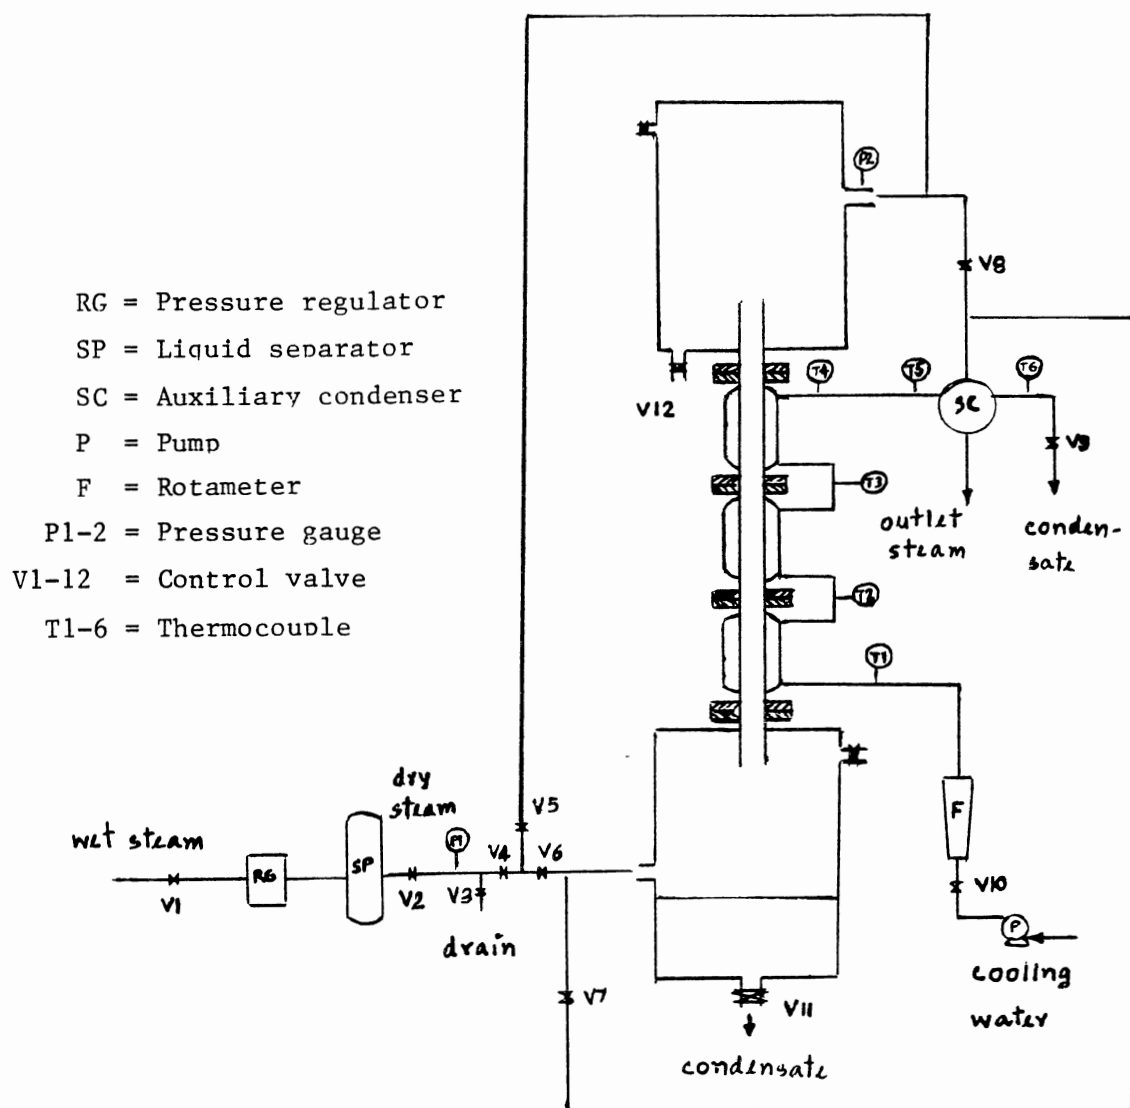 RG = Pressure regulator
SP = Liquid separator
SC = Auxiliary condenser
P = Pump
F = Rotameter
P1-2 = Pressure gauge
V1-12 = Control valve
T1-6 = Thermocouple
P2
V8
V12
T4
T5
T6
SC
V9
T3
outlet
steam
conden-
sate
T2
T1
F
V10
P
cooling
water
dry
steam
wet steam
V5
P1
V4
V6
RG
SP
V1
V2
V3
drain
V7
V11
condensate